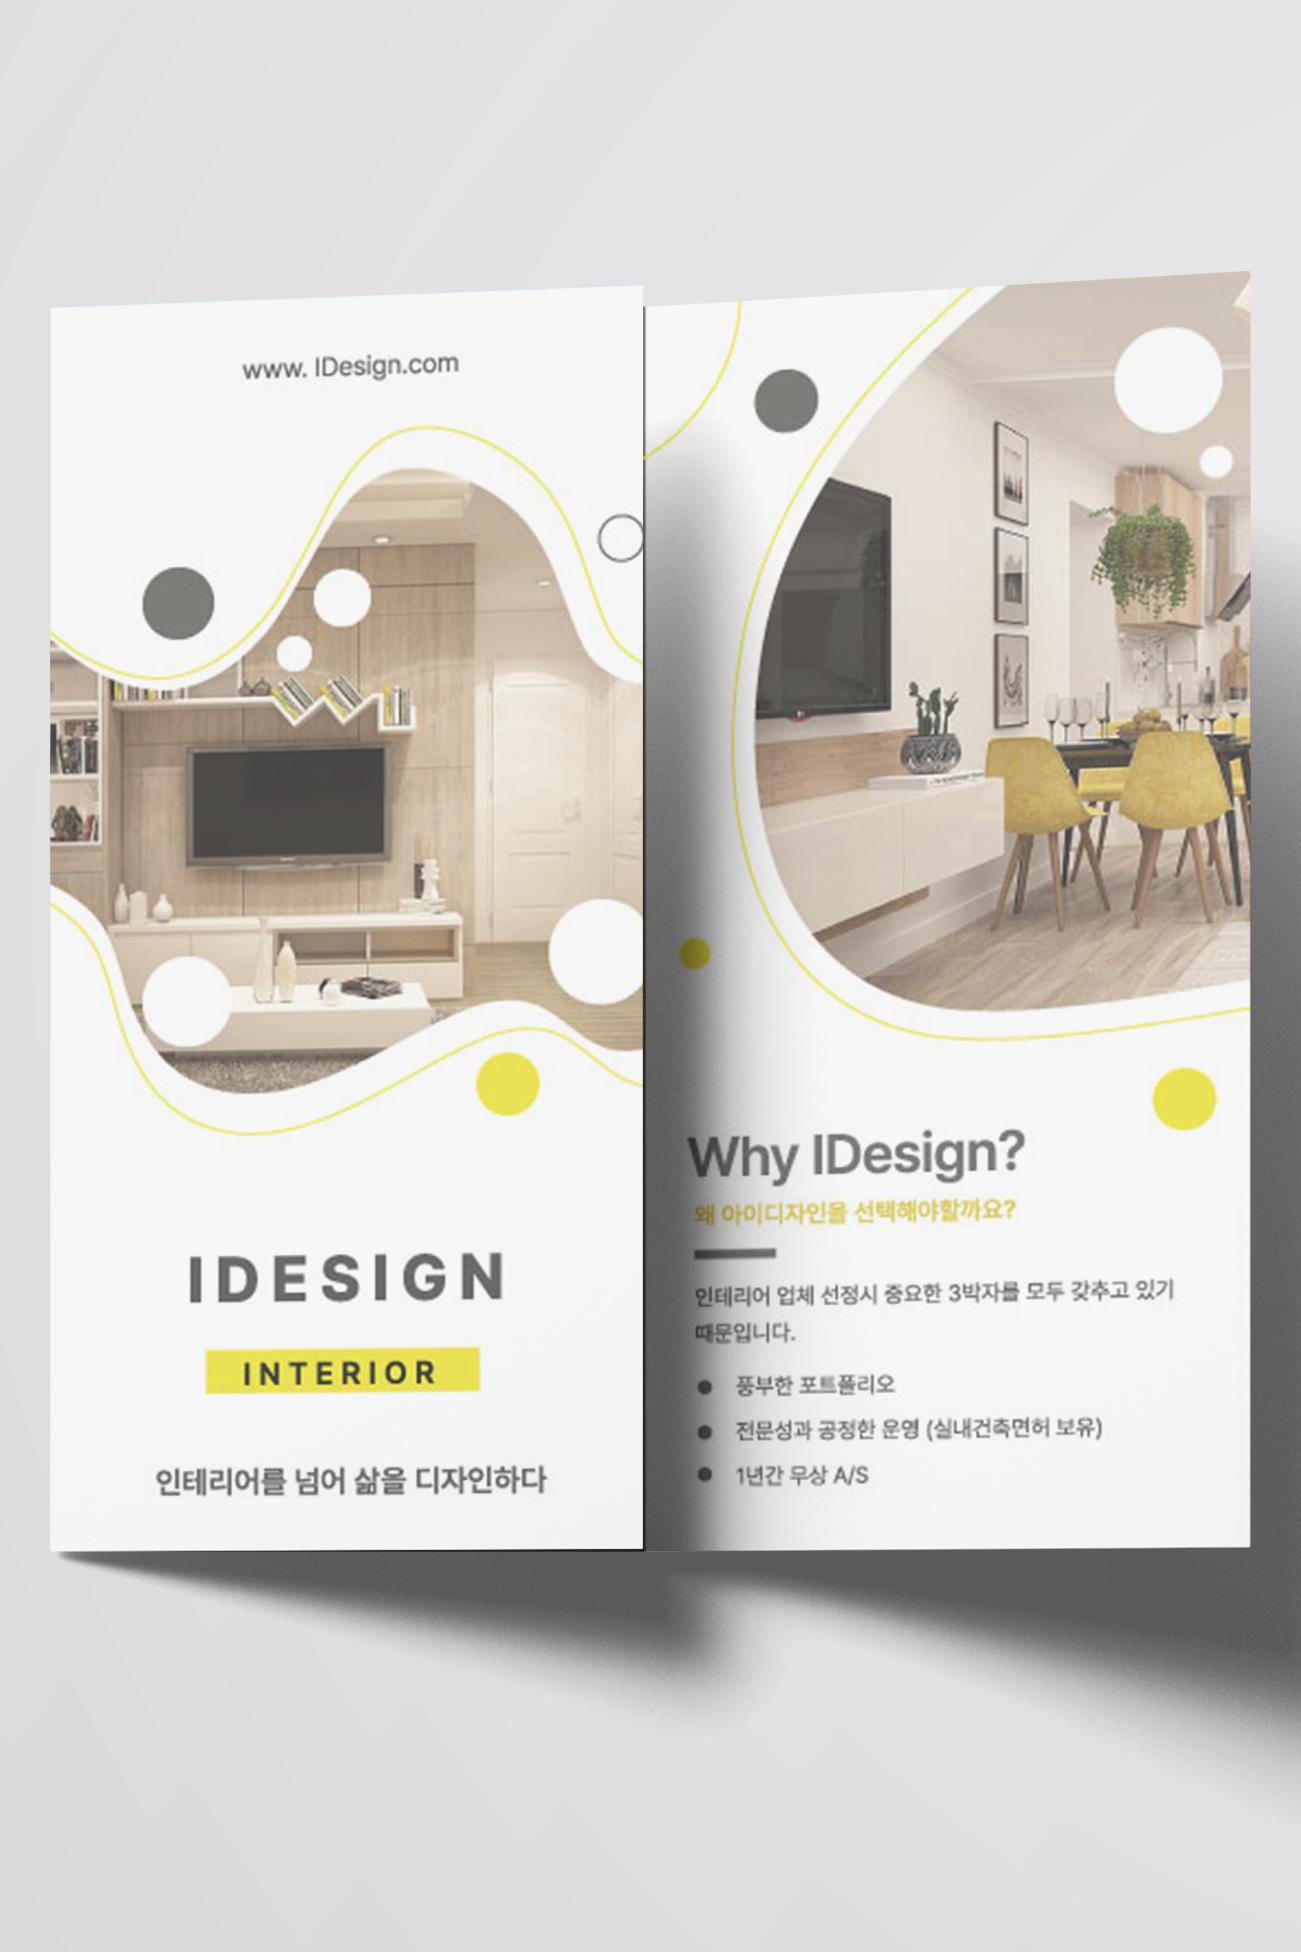 www. IDesign.com
IDESIGN
INTERIOR
인테리어를 넘어 삶을 디자인하다
Why IDesign?
왜 아이디자인을 선택해야할까요?
인테리어 업체 선정시 중요한 3박자를 모두 갖추고 있기
때문입니다.
● 풍부한 포트폴리오
● 전문성과 공정한 운영 (실내건축면허 보유)
● 1년간 무상 A/S